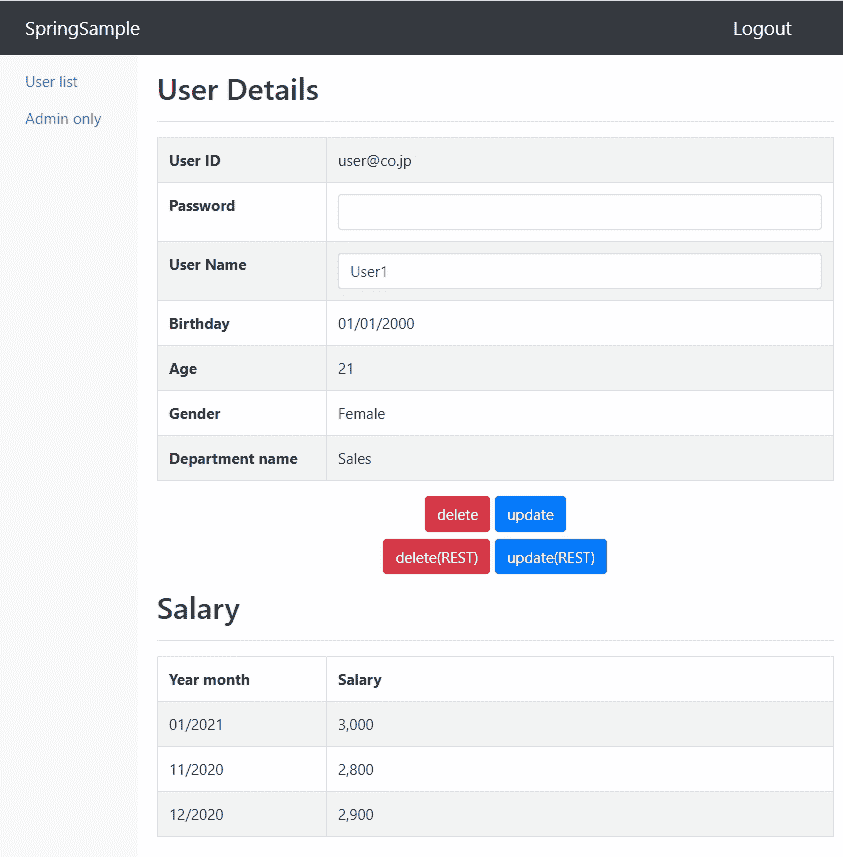 SpringSample Logout
User list
Admin only
User Details
User ID user@co.jp
Password
User Name User1
Birthday 01/01/2000
Age 21
Gender Female
Department name Sales
delete update
delete(REST) update(REST)
Salary
Year month Salary
01/2021 3,000
11/2020 2,800
12/2020 2,900